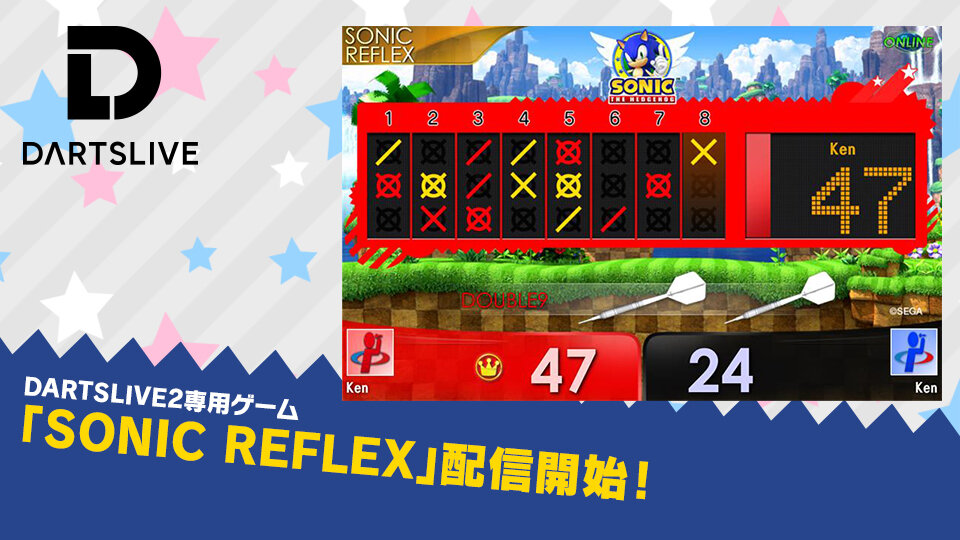 DARTSLIVE
SONIC
REFLEX
ONLINE
SONIC
THE HEDGEHOG
1 2 3 4 5 6 7 8
Ken
47
DOUBLE9
©SEGA
Ken
47
24
Ken
DARTSLIVE2専用ゲーム
「SONIC REFLEX」配信開始!